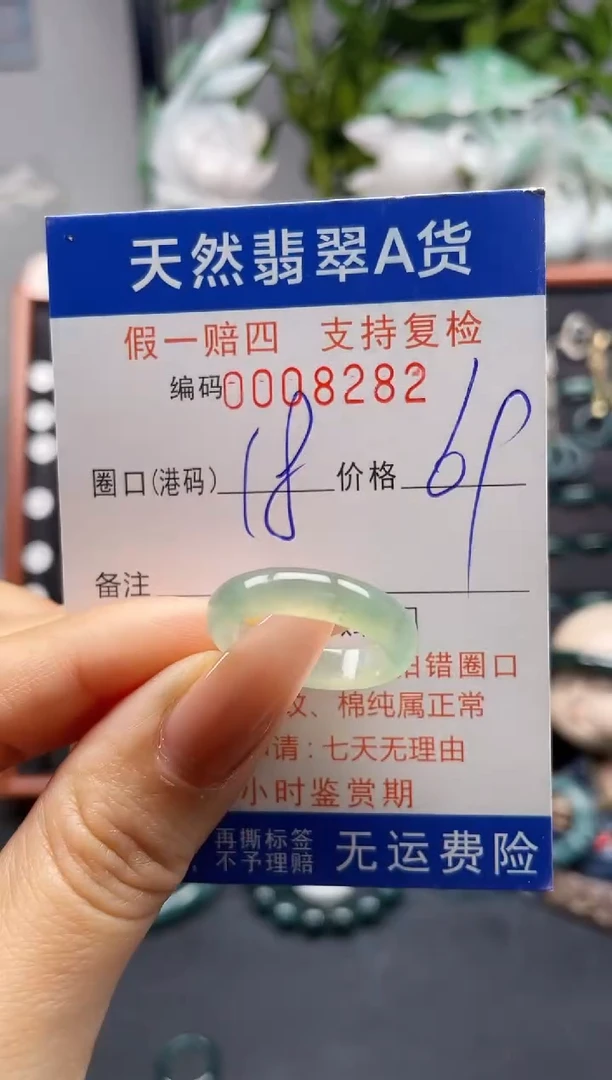 天然翡翠A货
假一赔四 支持复检
编码0008282
圈口(港码) 18 价格 69
备注
错圈口
纹、棉纯属正常
请:七天无理由
小时鉴赏期
再撕标签
不予理赔
无运费险